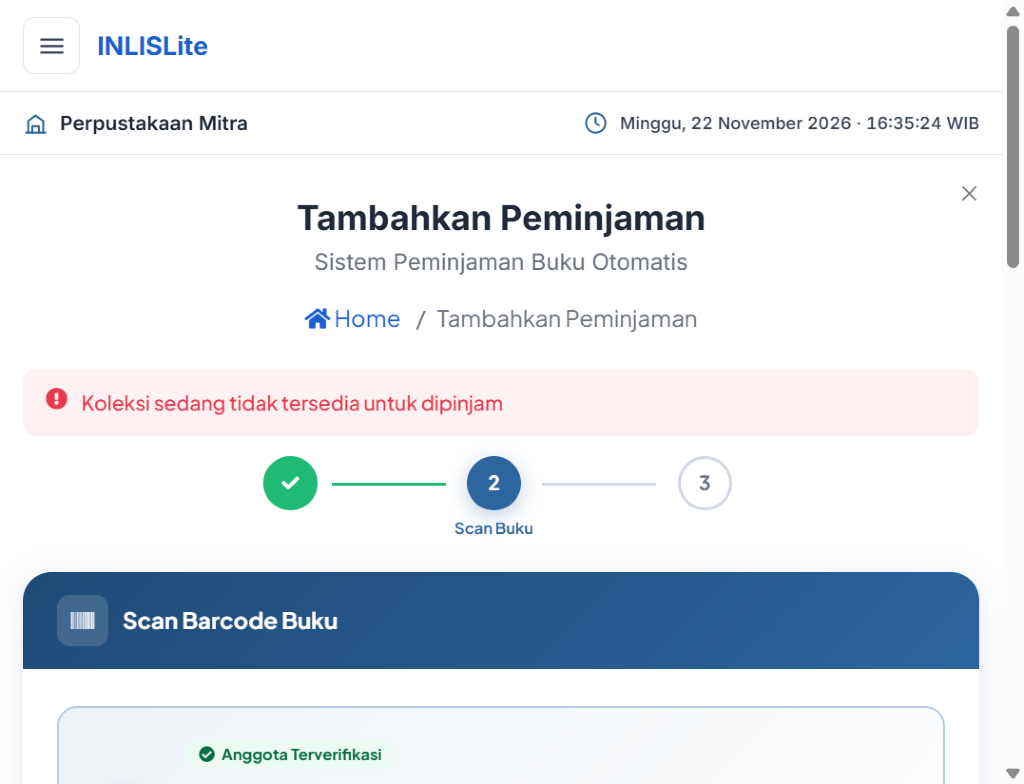 INLISLite
Perpustakaan Mitra
Minggu, 22 November 2026 · 16:35:24 WIB
Tambahkan Peminjaman
Sistem Peminjaman Buku Otomatis
Home / Tambahkan Peminjaman
Koleksi sedang tidak tersedia untuk dipinjam
2
3
Scan Buku
Scan Barcode Buku
Anggota Terverifikasi